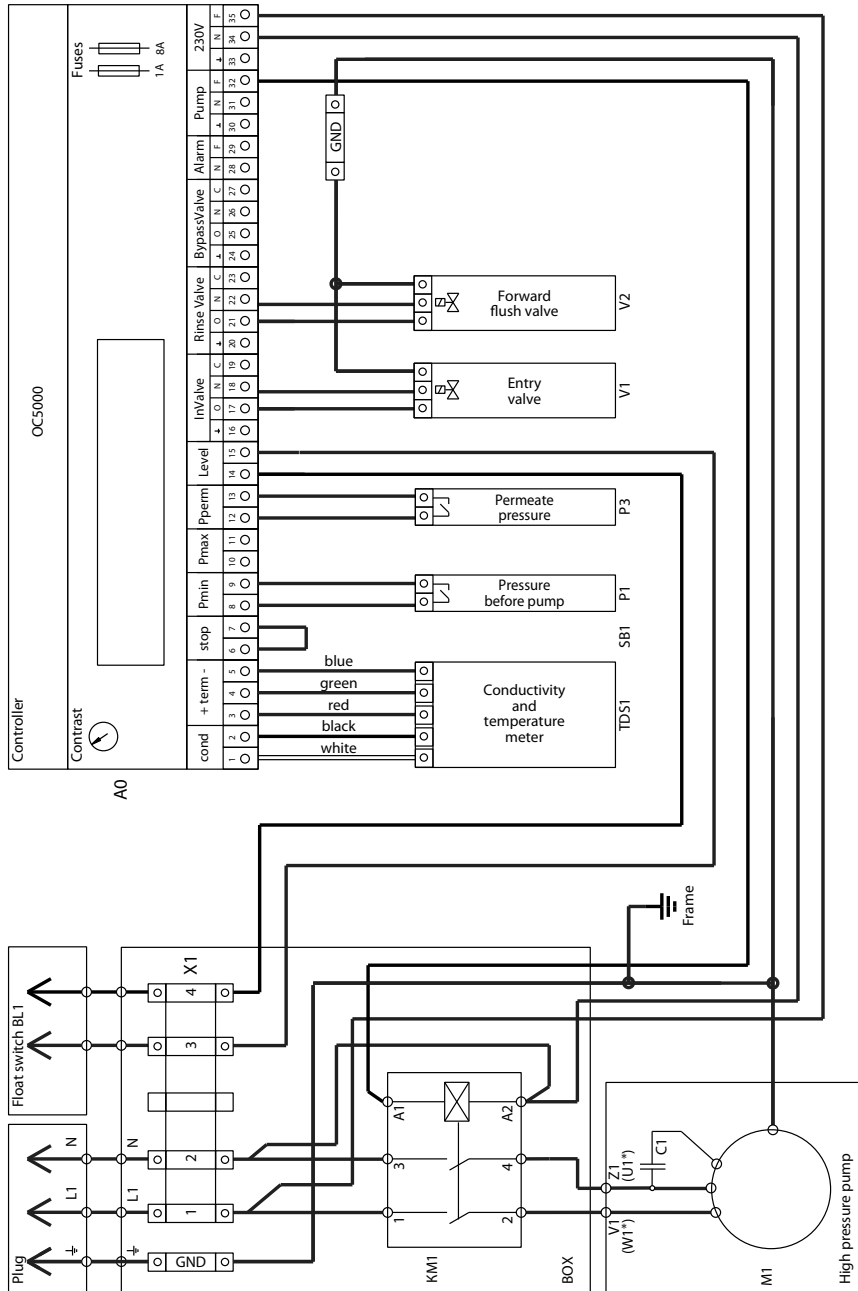 Controller
OC5000
Contrast
Fuses
1A
8A
A0
cond
+ term -
stop
Pmin
Pmax
Pperm
Level
InValve
Rinse Valve
BypassValve
Alarm
Pump
230V
O N C
O N C
O N C
N F
N F
N F
1 2 3 4 5 6 7 8 9 10 11 12 13 14 15 16 17 18 19 20 21 22 23 24 25 26 27 28 29 30 31 32 33 34 35
white
black
red
green
blue
GND
Conductivity
and
temperature
meter
TDS1
SB1
Pressure
before pump
P1
Permeate
pressure
P3
Entry
valve
V1
Forward
flush valve
V2
Frame
Float switch BL1
Plug
L1
N
L1
N
X1
GND
1
2
3
4
KM1
1
3
A1
2
4
A2
BOX
V1
(W1*)
Z1
(U1*)
C1
M1
High pressure pump